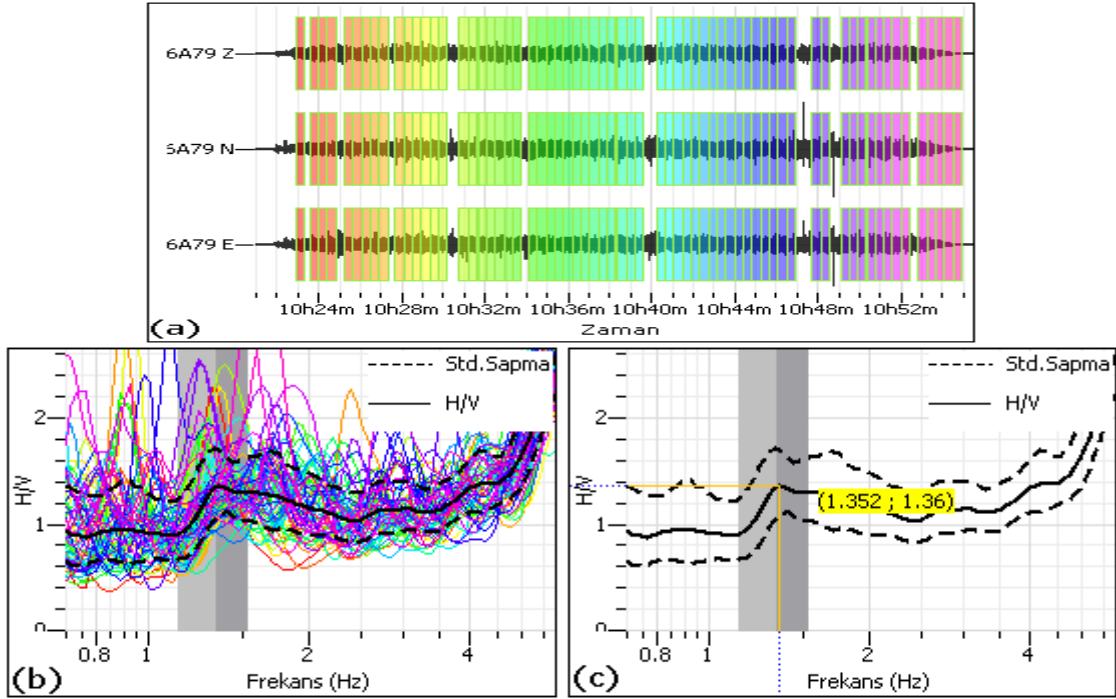 6A79 Z
5A79 N
6A79 E
10h24m 10h28m 10h32m 10h36m 10h40m 10h44m 10h48m 10h52m
(a) Zaman
Std.Sapma
H/V
2
1
0
H/V
0.8 1 2 4
(b) Frekans (Hz)
Std.Sapma
H/V
2
1
0
H/V
(1.352 ; 1.36)
0.8 1 2 4
(c) Frekans (Hz)